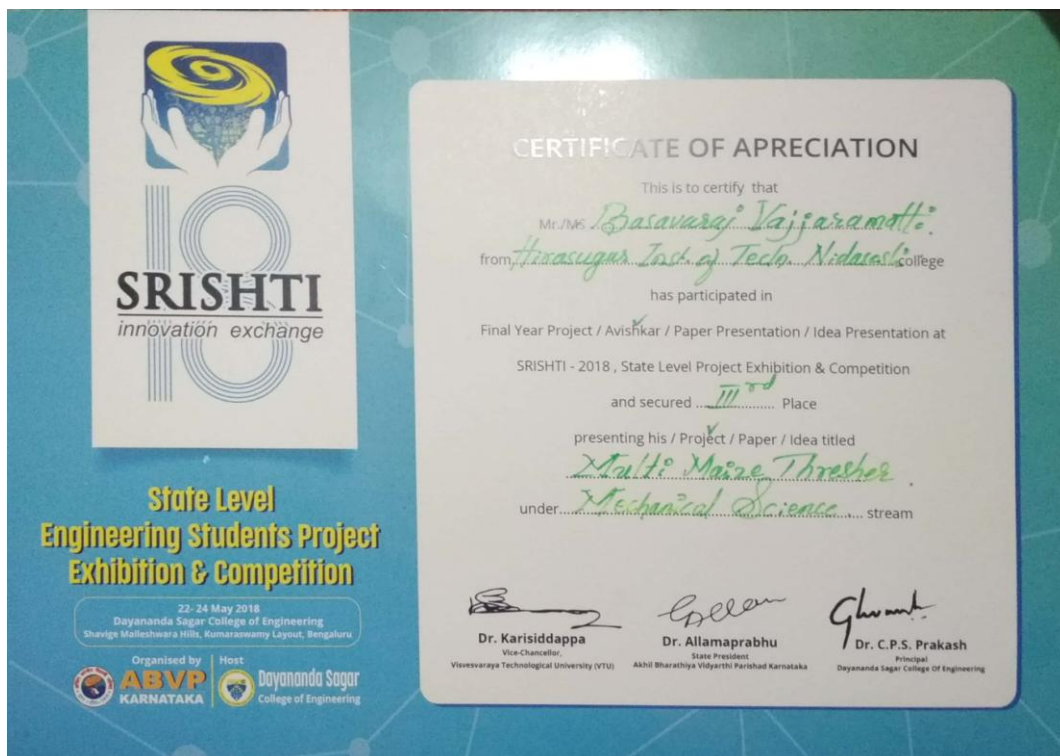 18
SRISHTI
innovation exchange
State Level
Engineering Students Project
Exhibition & Competition
22- 24 May 2018
Dayananda Sagar College of Engineering
Shavige Malleshwara Hills, Kumaraswamy Layout, Bengaluru
Organised by
ABVP
KARNATAKA
Host
Dayananda Sagar
College of Engineering
CERTIFICATE OF APRECIATION
This is to certify that
Mr./Ms Basavaraj Vajjaramatti.
from Hirasugar Inst. of Techn. Nidasoshi college
has participated in
Final Year Project / Avishkar / Paper Presentation / Idea Presentation at
SRISHTI - 2018 , State Level Project Exhibition & Competition
and secured ....III rd.... Place
presenting his / Project / Paper / Idea titled
Multi Maize Thresher.
under...Mechanical Science.... stream
Dr. Karisiddappa
Vice-Chancellor,
Visvesvaraya Technological University (VTU)
Dr. Allamaprabhu
State President
Akhil Bharathiya Vidyarthi Parishad Karnataka
Dr. C.P.S. Prakash
Principal
Dayananda Sagar College Of Engineering